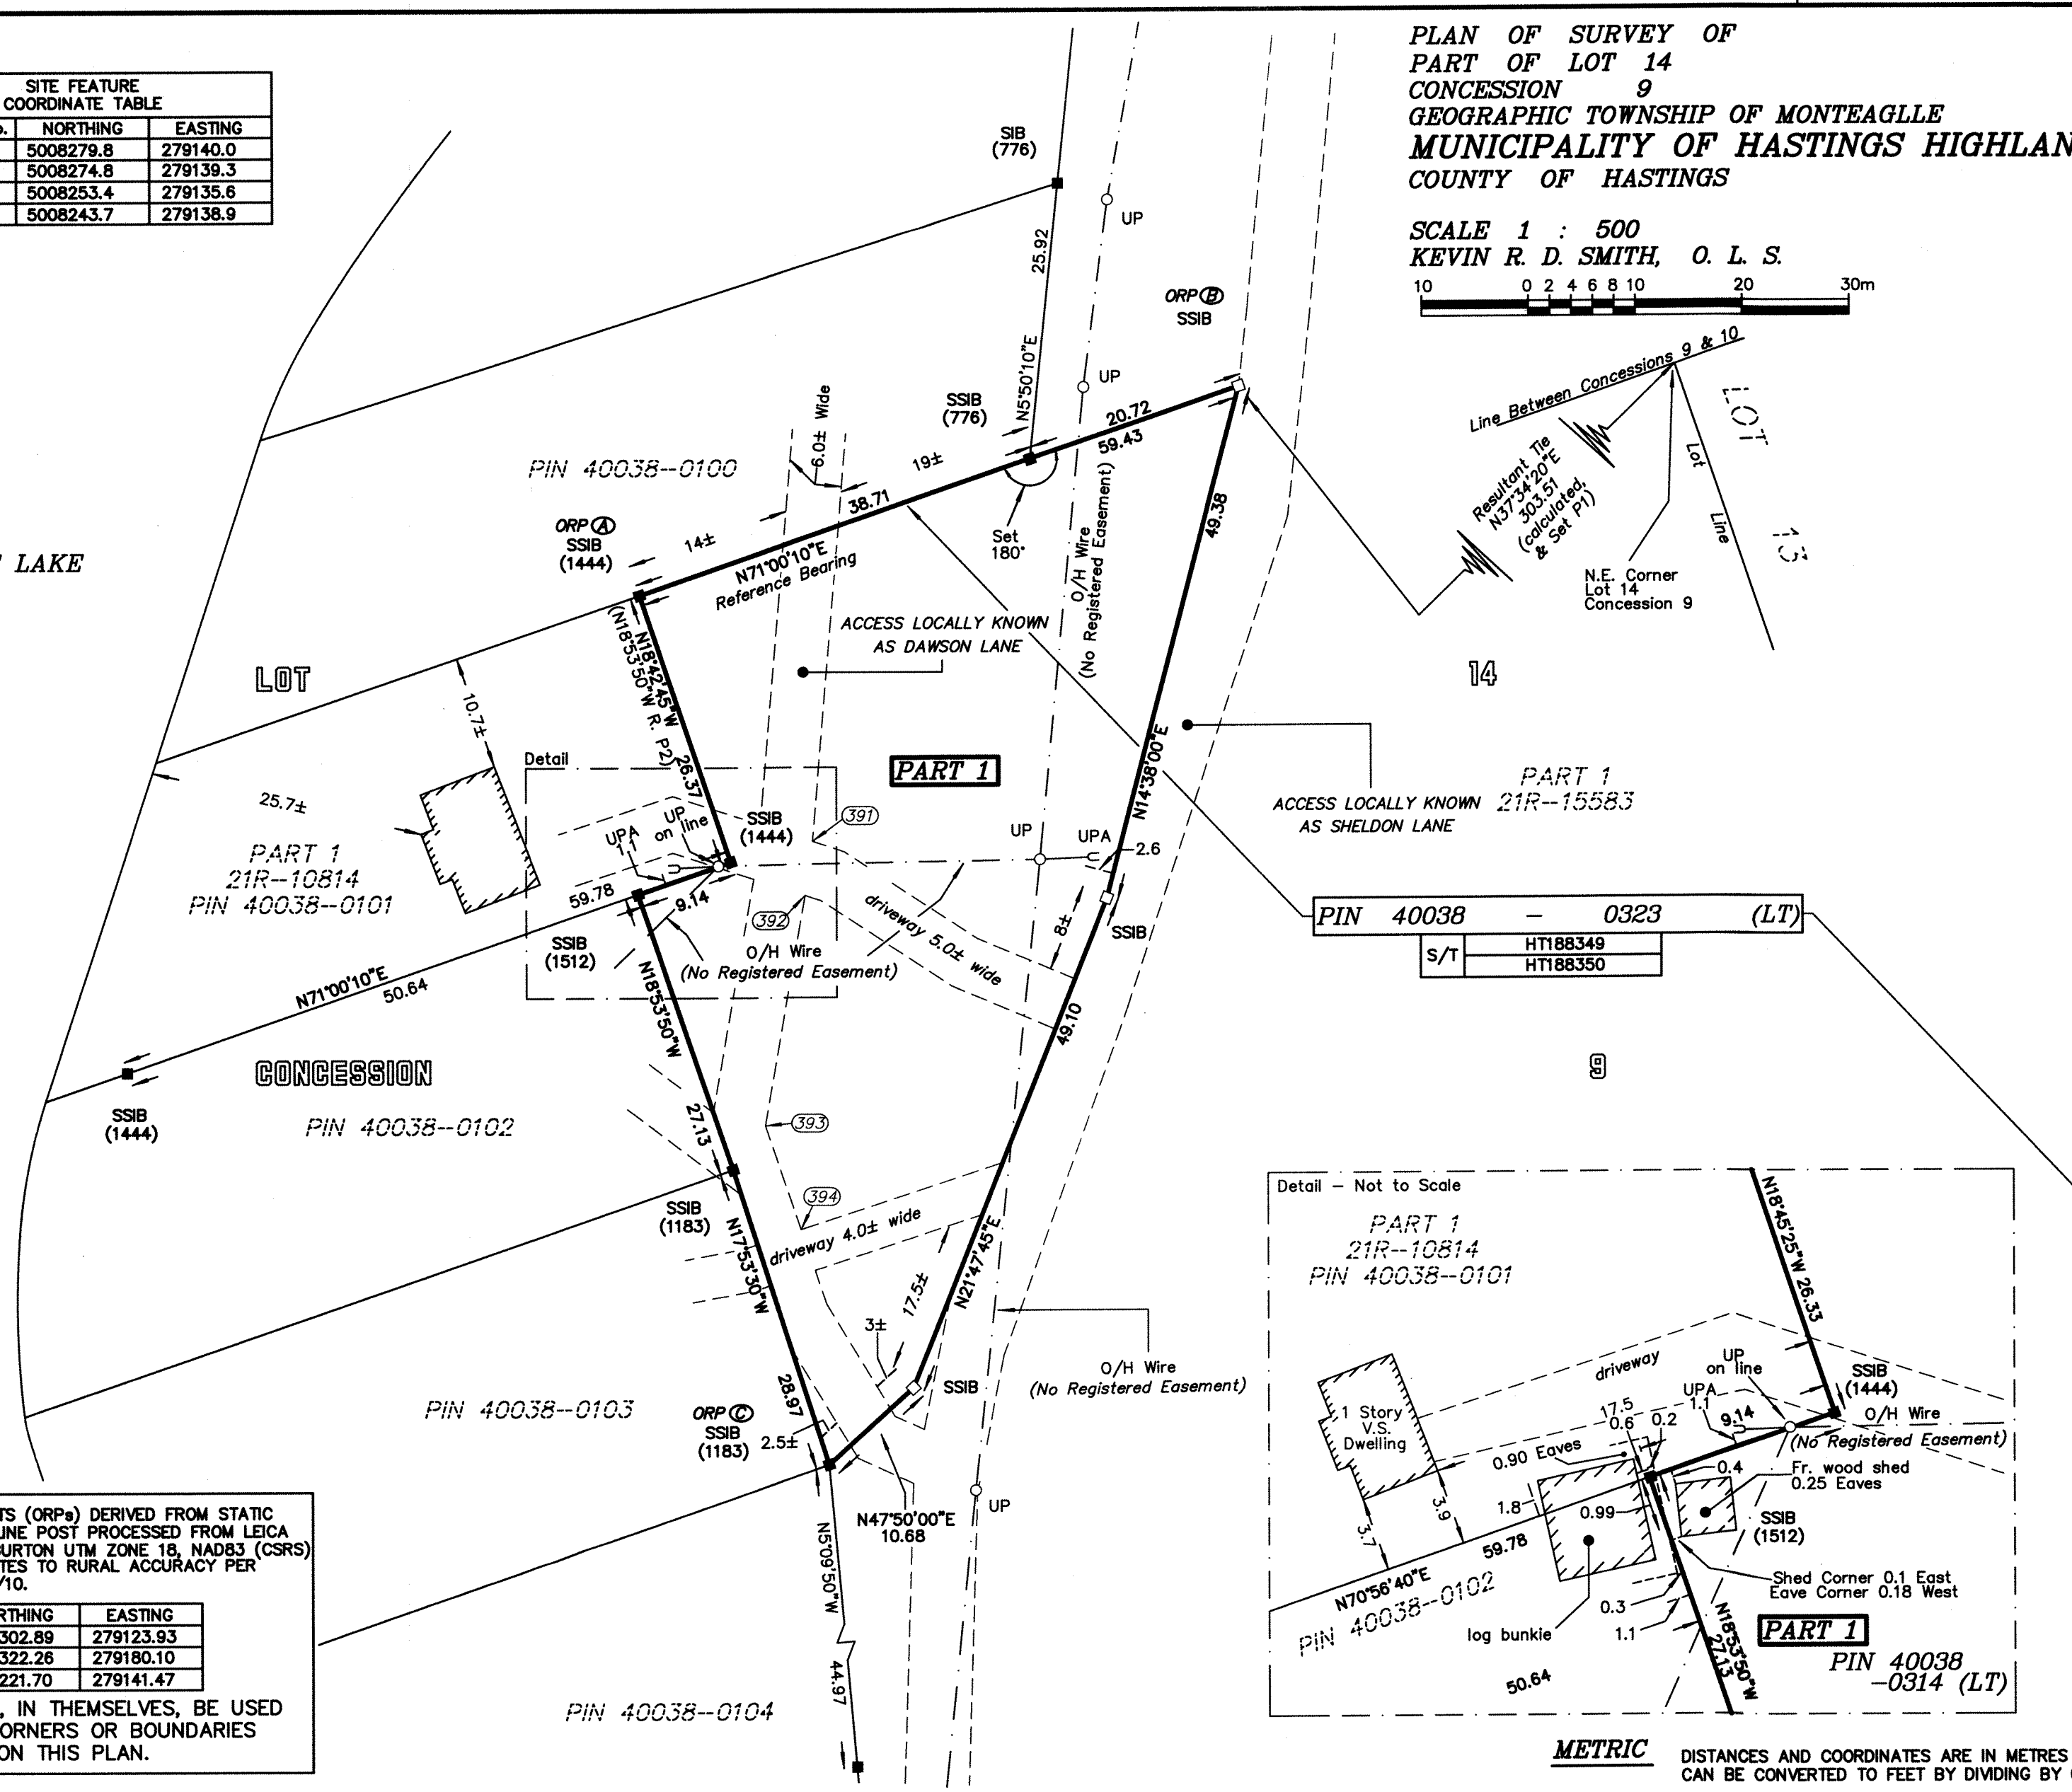 PLAN OF SURVEY OF
PART OF LOT 14
CONCESSION 9
GEOGRAPHIC TOWNSHIP OF MONTEAGLLE
MUNICIPALITY OF HASTINGS HIGHLAN
COUNTY OF HASTINGS
SCALE 1 : 500
KEVIN R. D. SMITH, O. L. S.
10 0 2 4 6 8 10 20 30m
SITE FEATURE
COORDINATE TABLE
NORTHING EASTING
5008279.8 279140.0
5008274.8 279139.3
5008253.4 279135.6
5008243.7 279138.9
SIB
(776)
UP
25.92
N5°50'10"E
ORP B
SSIB
UP
SSIB
(776)
20.72
59.43
6.0± Wide
19±
38.71
PIN 40038--0100
ORP A
SSIB
(1444)
14±
N71°00'10"E
Reference Bearing
Set
180°
O/H Wire
(No Registered Easement)
49.38
Line Between Concessions 9 & 10
LOT
13
Lot
Line
Resultant Tie
N37°34'20"E
303.51
(calculated,
& Set P1)
N.E. Corner
Lot 14
Concession 9
LAKE
ACCESS LOCALLY KNOWN
AS DAWSON LANE
N18°42'45"W
(N18°53'50"W R. P2)
26.37
LOT
14
10.7±
Detail
PART 1
N14°38'00"E
ACCESS LOCALLY KNOWN
AS SHELDON LANE
PART 1
21R--15583
25.7±
PART 1
21R--10814
PIN 40038--0101
UPA
1.1
UP
on line
SSIB
(1444)
391
UP
UPA
2.6
59.78
9.14
392
driveway 5.0± wide
8±
SSIB
SSIB
(1512)
O/H Wire
(No Registered Easement)
PIN 40038 - 0323 (LT)
S/T
HT188349
HT188350
N71°00'10"E
50.64
N18°53'50"W
49.10
CONCESSION
9
SSIB
(1444)
PIN 40038--0102
27.13
393
SSIB
(1183)
394
driveway 4.0± wide
N17°53'30"W
N21°47'45"E
17.5±
3±
O/H Wire
(No Registered Easement)
SSIB
28.97
PIN 40038--0103
ORP C
SSIB
(1183)
2.5±
N47°50'00"E
10.68
UP
N5°09'50"W
44.97
PIN 40038--0104
Detail - Not to Scale
PART 1
21R--10814
PIN 40038--0101
N18°45'25"W 26.33
driveway
UP
on line
SSIB
(1444)
UPA
1.1
9.14
O/H Wire
(No Registered Easement)
1 Story
V.S.
Dwelling
17.5
0.6
0.2
0.90 Eaves
0.4
Fr. wood shed
0.25 Eaves
1.8
0.99
SSIB
(1512)
3.9
3.7
59.78
N70°56'40"E
PIN 40038--0102
Shed Corner 0.1 East
Eave Corner 0.18 West
0.3
1.1
log bunkie
50.64
N18°53'50"W
27.13
PART 1
PIN 40038
-0314 (LT)
TS (ORPs) DERIVED FROM STATIC
LINE POST PROCESSED FROM LEICA
BURTON UTM ZONE 18, NAD83 (CSRS)
TES TO RURAL ACCURACY PER
/10.
RTHING EASTING
302.89 279123.93
322.26 279180.10
221.70 279141.47
, IN THEMSELVES, BE USED
ORNERS OR BOUNDARIES
ON THIS PLAN.
METRIC
DISTANCES AND COORDINATES ARE IN METRES
CAN BE CONVERTED TO FEET BY DIVIDING BY